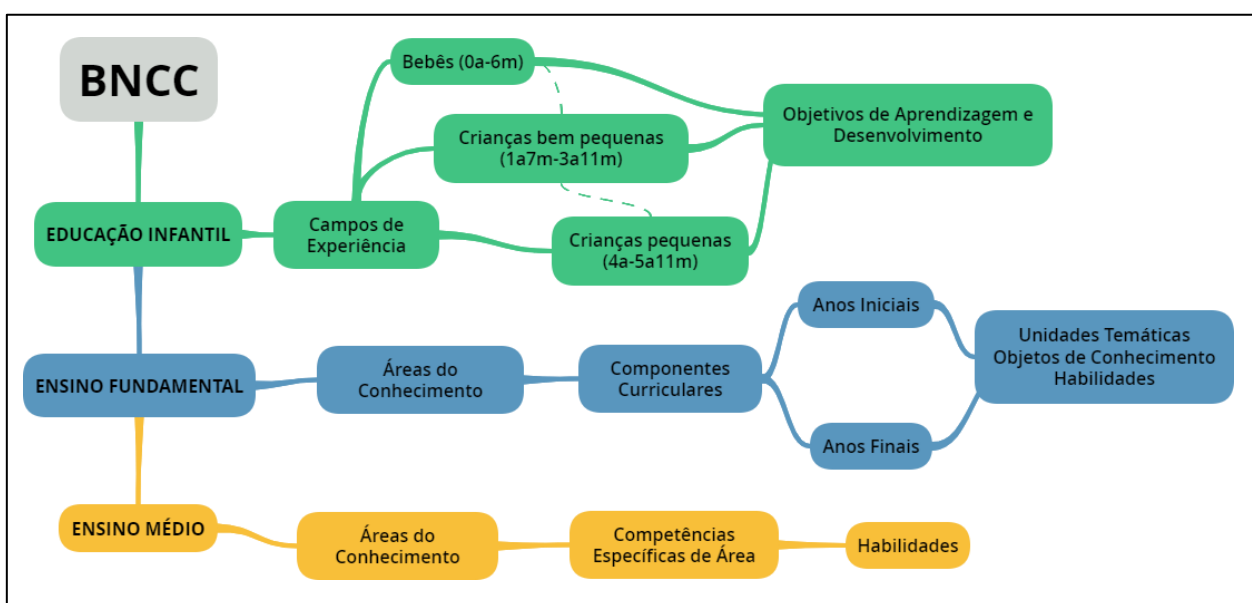 BNCC
EDUCAÇÃO INFANTIL
Campos de
Experiência
Bebês (0a-6m)
Crianças bem pequenas
(1a7m-3a11m)
Crianças pequenas
(4a-5a11m)
Objetivos de Aprendizagem e
Desenvolvimento
ENSINO FUNDAMENTAL
Áreas do
Conhecimento
Componentes
Curriculares
Anos Iniciais
Anos Finais
Unidades Temáticas
Objetos de Conhecimento
Habilidades
ENSINO MÉDIO
Áreas do
Conhecimento
Competências
Específicas de Área
Habilidades